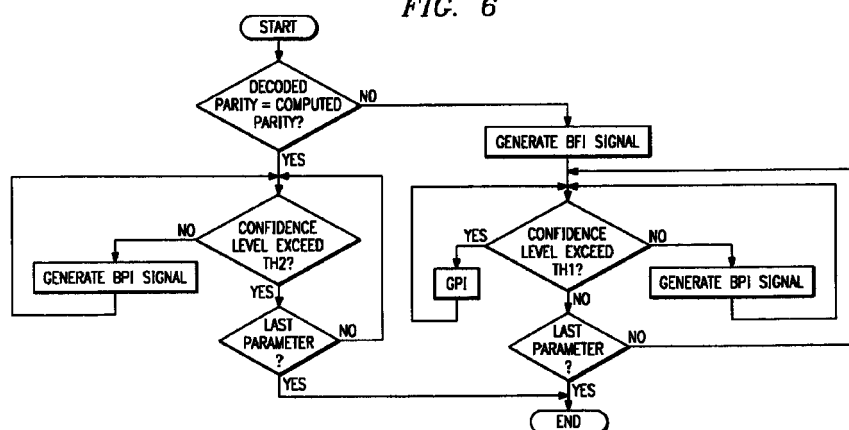 FIG. 6
START
DECODED
PARITY = COMPUTED
PARITY?
NO
YES
GENERATE BFI SIGNAL
NO
CONFIDENCE
LEVEL EXCEED
TH2?
YES
GENERATE BPI SIGNAL
LAST
PARAMETER
?
NO
YES
YES
CONFIDENCE
LEVEL EXCEED
TH1?
NO
GPI
GENERATE BPI SIGNAL
NO
LAST
PARAMETER
?
NO
YES
END